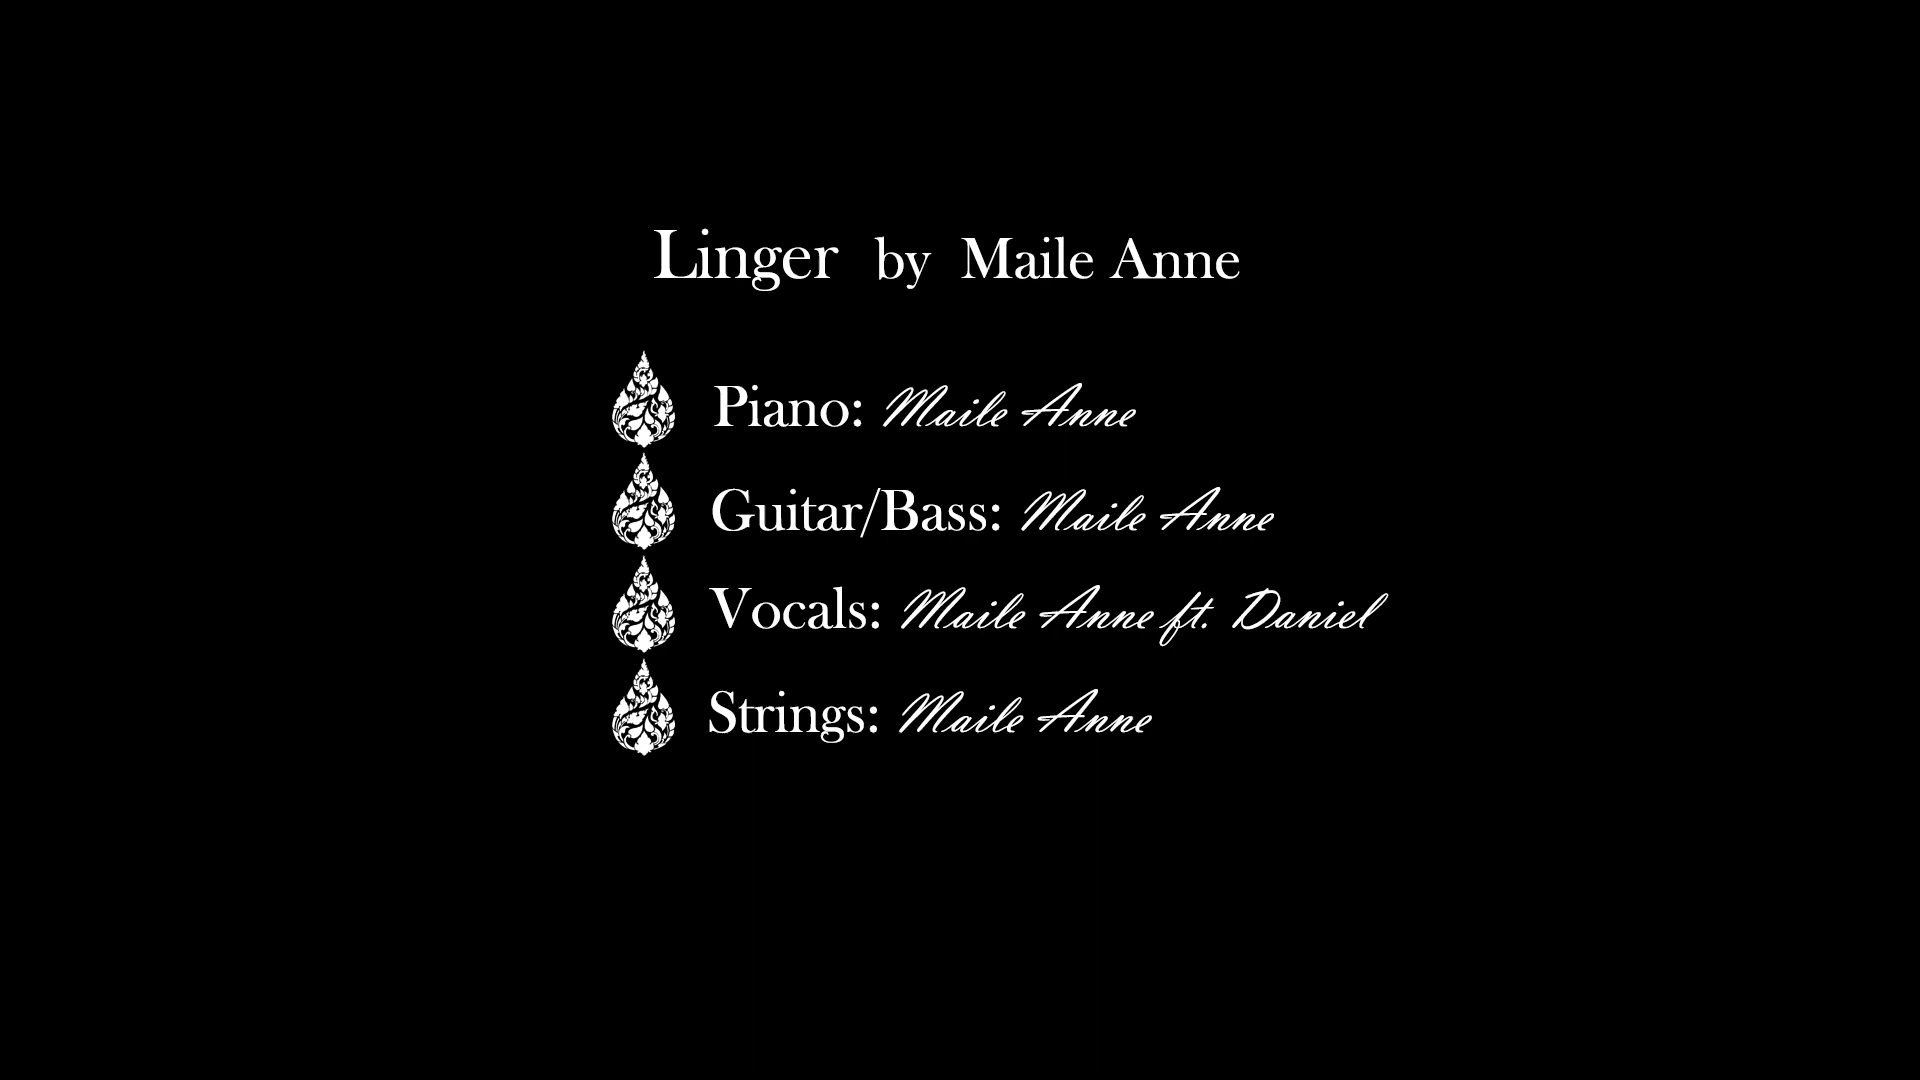 Linger by Maile Anne
Piano: Maile Anne
Guitar/Bass: Maile Anne
Vocals: Maile Anne ft. Daniel
Strings: Maile Anne